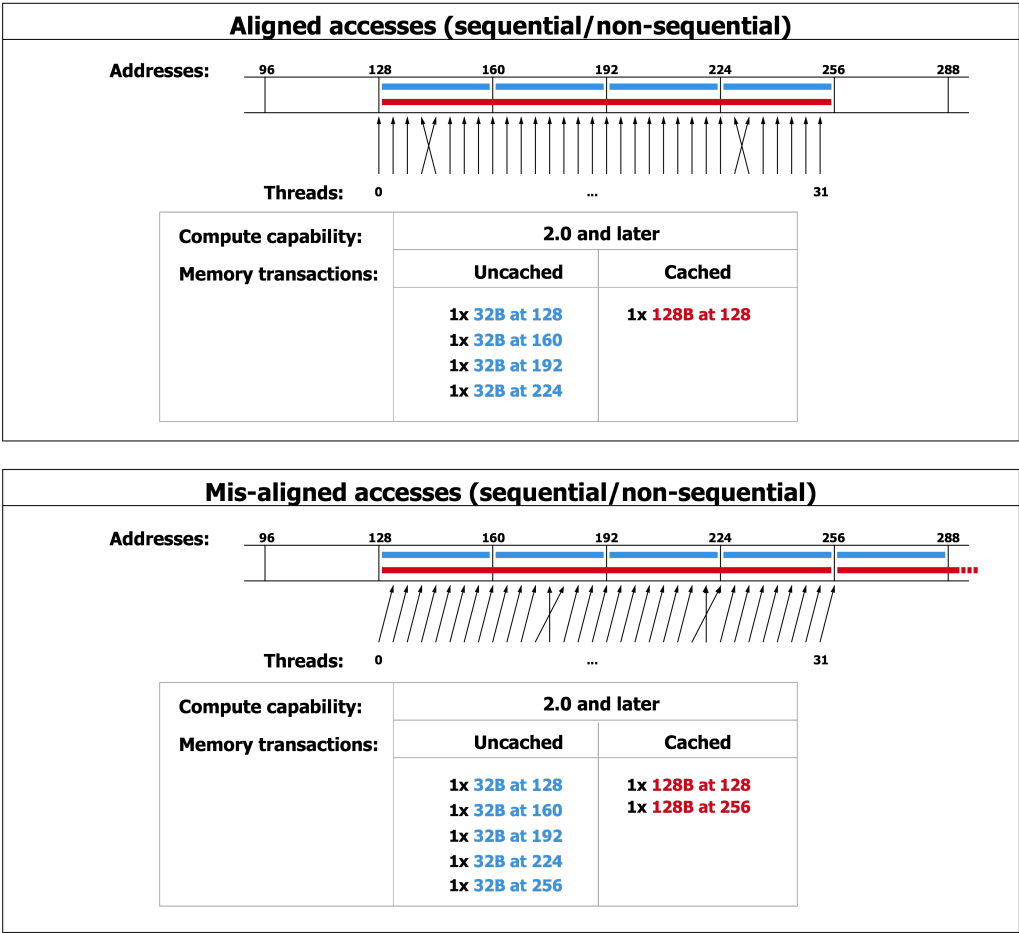 Aligned accesses (sequential/non-sequential)
Addresses: 96 128 160 192 224 256 288
Threads: 0 ... 31
Compute capability: 2.0 and later
Memory transactions: Uncached Cached
1x 32B at 128 1x 128B at 128
1x 32B at 160
1x 32B at 192
1x 32B at 224
Mis-aligned accesses (sequential/non-sequential)
Addresses: 96 128 160 192 224 256 288
Threads: 0 ... 31
Compute capability: 2.0 and later
Memory transactions: Uncached Cached
1x 32B at 128 1x 128B at 128
1x 32B at 160 1x 128B at 256
1x 32B at 192
1x 32B at 224
1x 32B at 256